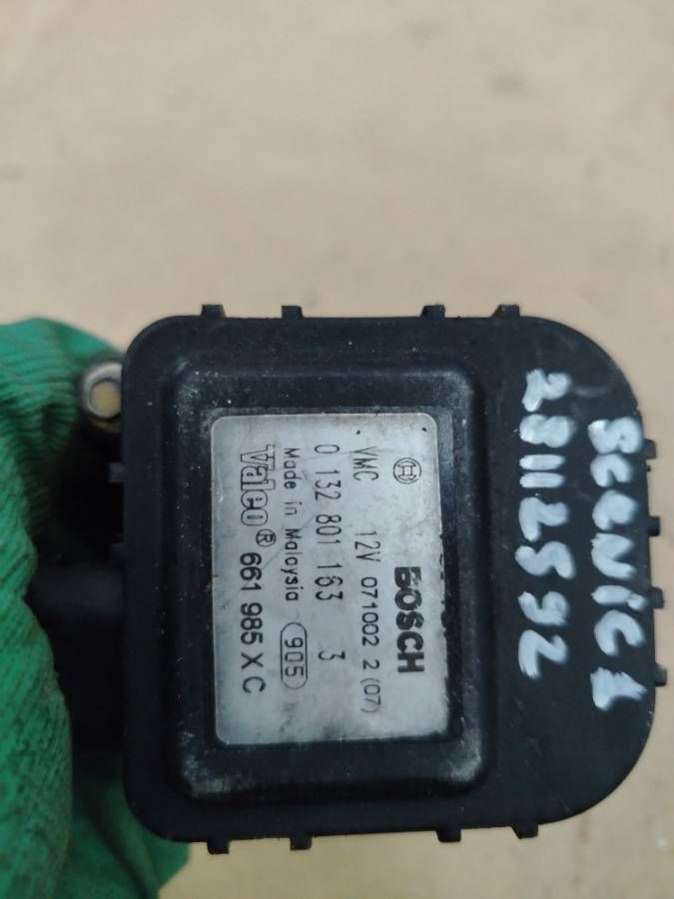 BOSCH
VMC 12V 071002 2 (07)
0 132 801 163 3
Made in Malaysia 905
Valeo® 661 985 X C
SCENIC 1
28112592